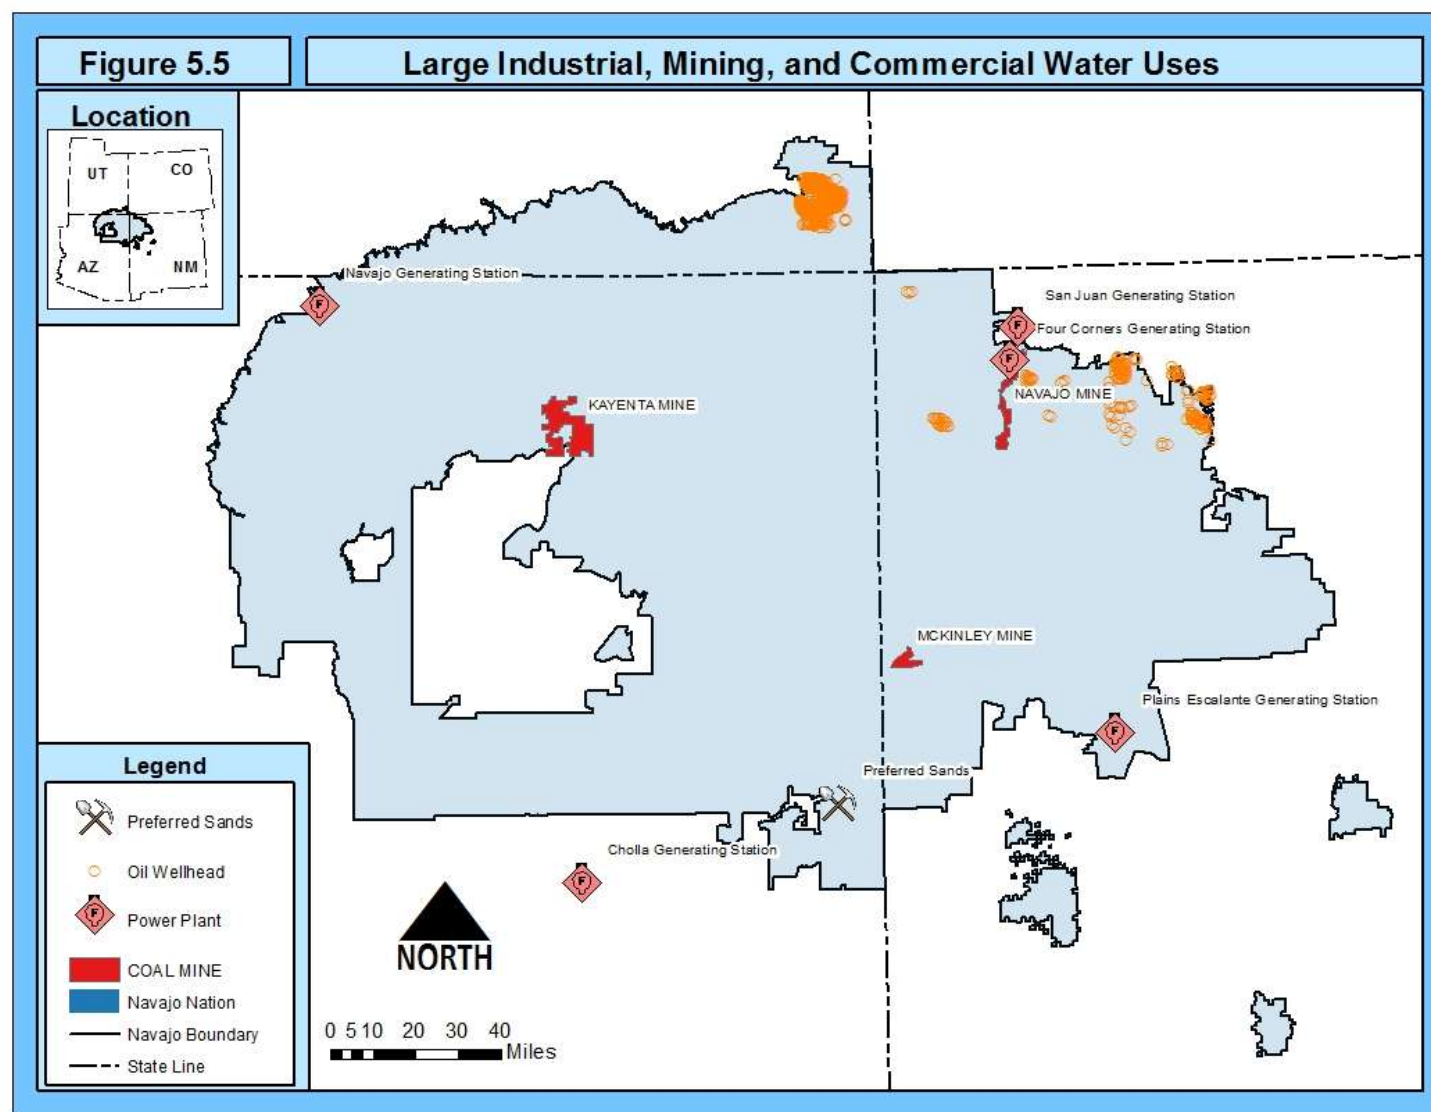 Figure 5.5
Large Industrial, Mining, and Commercial Water Uses
Location
UT
CO
AZ
NM
Navajo Generating Station
F
San Juan Generating Station
F
Four Corners Generating Station
F
NAVAJO MINE
KAYENTA MINE
MCKINLEY MINE
Plains Escalante Generating Station
F
Preferred Sands
Cholla Generating Station
F
NORTH
0 5 10 20 30 40
Miles
Legend
Preferred Sands
Oil Wellhead
F
Power Plant
COAL MINE
Navajo Nation
Navajo Boundary
State Line